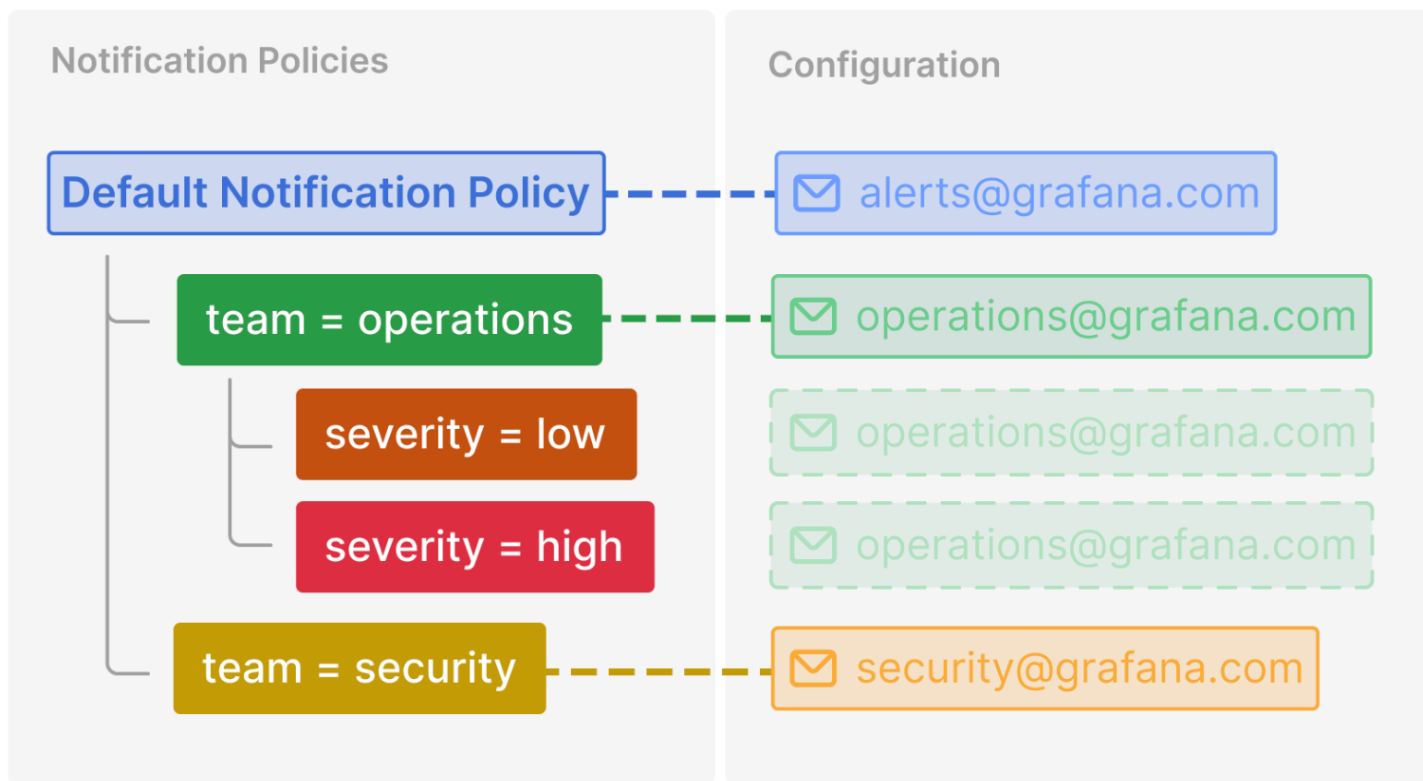 Notification Policies
Configuration
Default Notification Policy
alerts@grafana.com
team = operations
operations@grafana.com
severity = low
operations@grafana.com
severity = high
operations@grafana.com
team = security
security@grafana.com